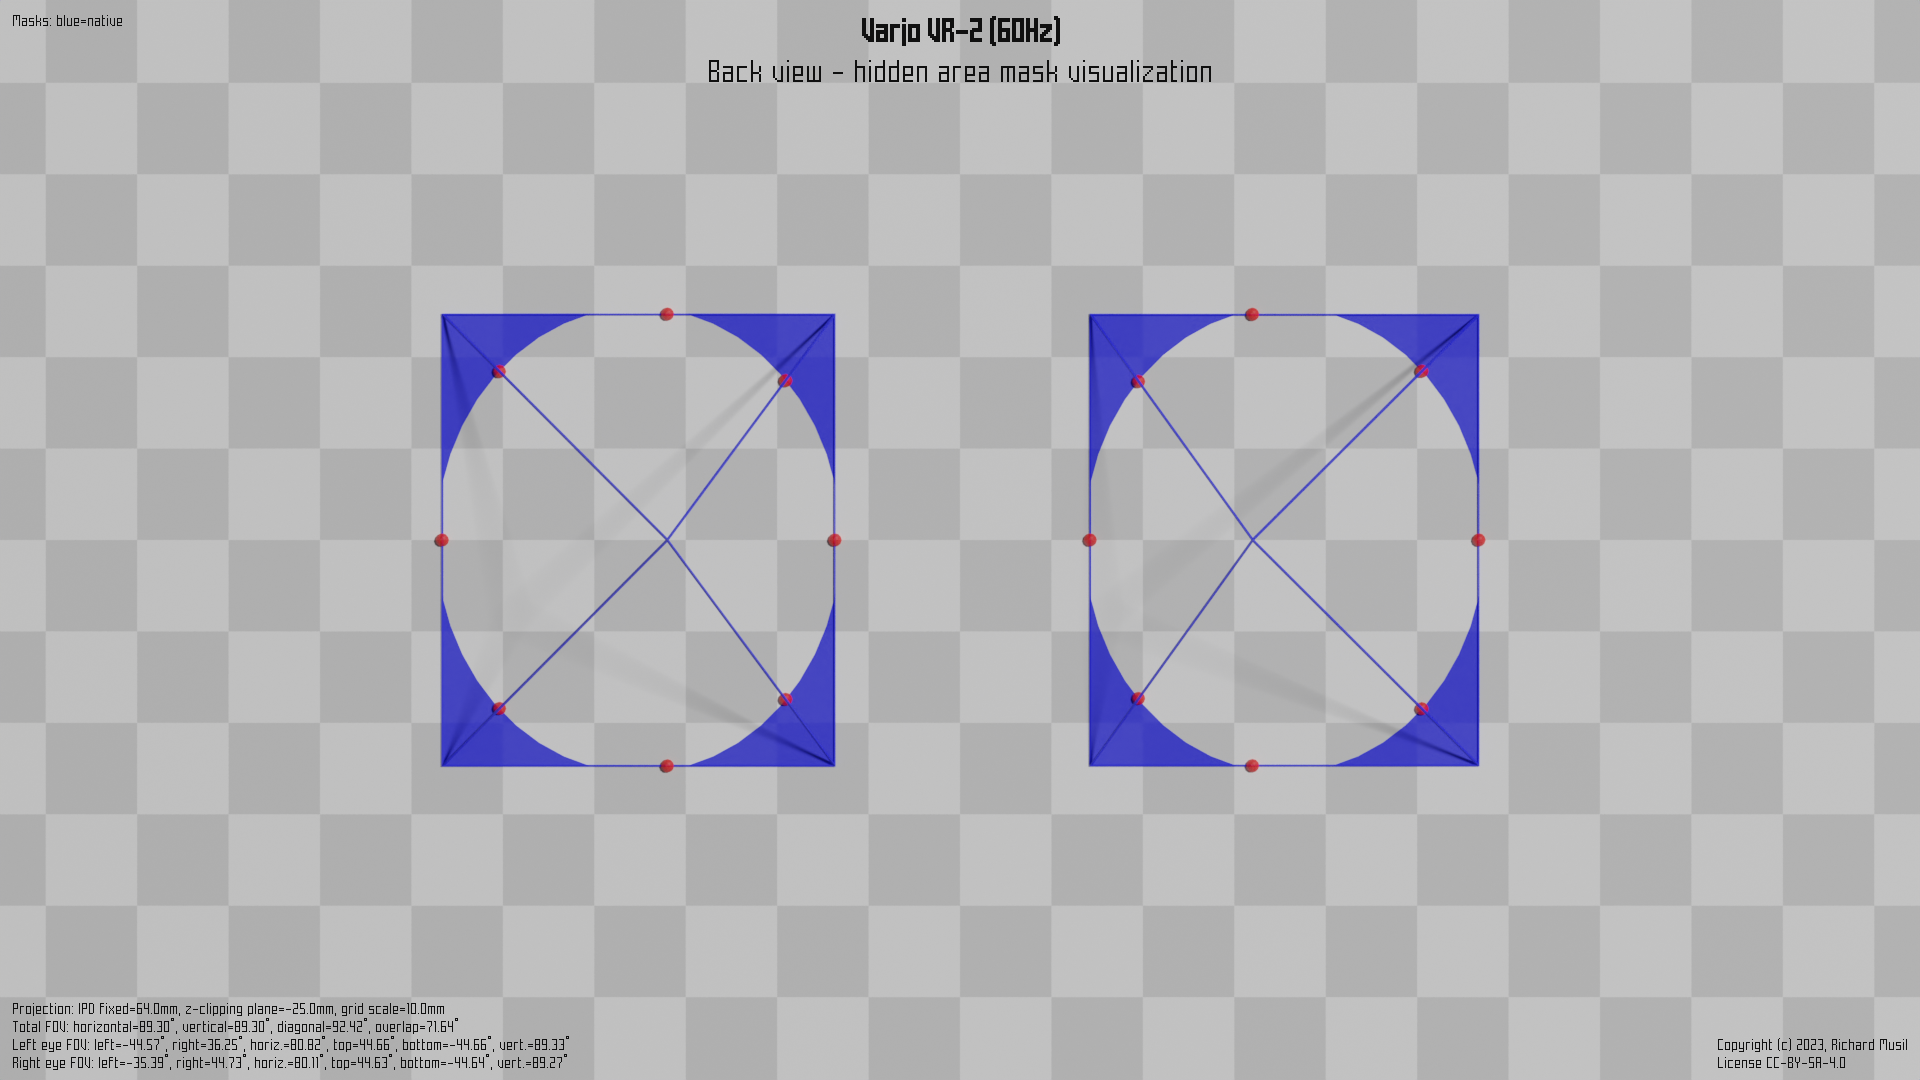 Masks: blue=native
Varjo VR-2 (60Hz)
Back view - hidden area mask visualization
Projection: IPD fixed=64.0mm, z-clipping plane=-25.0mm, grid scale=10.0mm
Total FOV: horizontal=89.30°, vertical=89.30°, diagonal=92.42°, overlap=71.64°
Left eye FOV: left=-44.57°, right=36.25°, horiz.=80.82°, top=44.66°, bottom=-44.66°, vert.=89.33°
Right eye FOV: left=-35.39°, right=44.73°, horiz.=80.11°, top=44.63°, bottom=-44.64°, vert.=89.27°
Copyright (c) 2023, Richard Musil
License CC-BY-SA-4.0